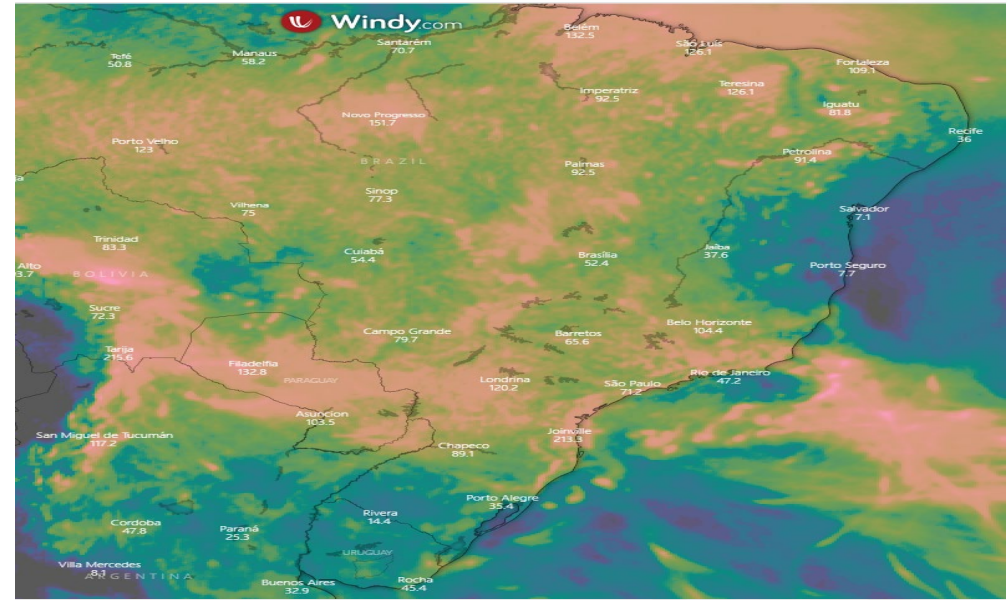 Windy.com
Belém
132.5
Santarém
70.7
São Luís
126.1
Manaus
58.2
Tefé
50.8
Fortaleza
109.1
Teresina
126.1
Imperatriz
92.5
Iguatu
81.8
Novo Progresso
151.7
Recife
36
Porto Velho
123
BRAZIL
Petrolina
91.4
Palmas
92.5
Sinop
77.3
Vilhena
75
Salvador
7.1
Trinidad
83.3
Cuiabá
54.4
Brasília
52.4
Jaíba
37.6
Alto
3.7
BOLIVIA
Porto Seguro
7.7
Sucre
72.3
Campo Grande
79.7
Barretos
65.6
Belo Horizonte
104.4
Tarija
215.6
Filadelfia
132.8
PARAGUAY
Londrina
120.2
São Paulo
71.2
Rio de Janeiro
47.2
Asuncion
103.5
San Miguel de Tucumán
117.2
Chapeco
89.1
Joinville
213.3
Porto Alegre
35.4
Rivera
14.4
Cordoba
47.8
Paraná
25.3
URUGUAY
Villa Mercedes
8.1
ARGENTINA
Buenos Aires
32.9
Rocha
45.4